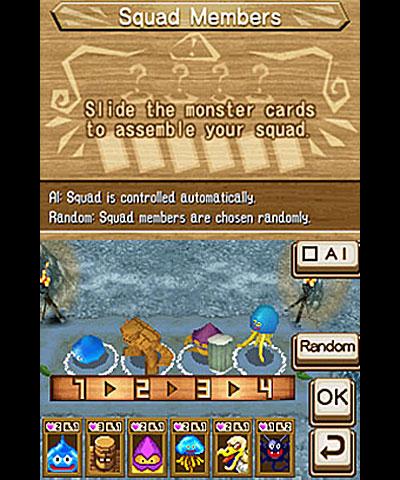 Squad Members
? ? ? ?
Slide the monster cards
to assemble your squad.
AI: Squad is controlled automatically.
Random: Squad members are chosen randomly.
AI
Random
1 2 3 4
OK